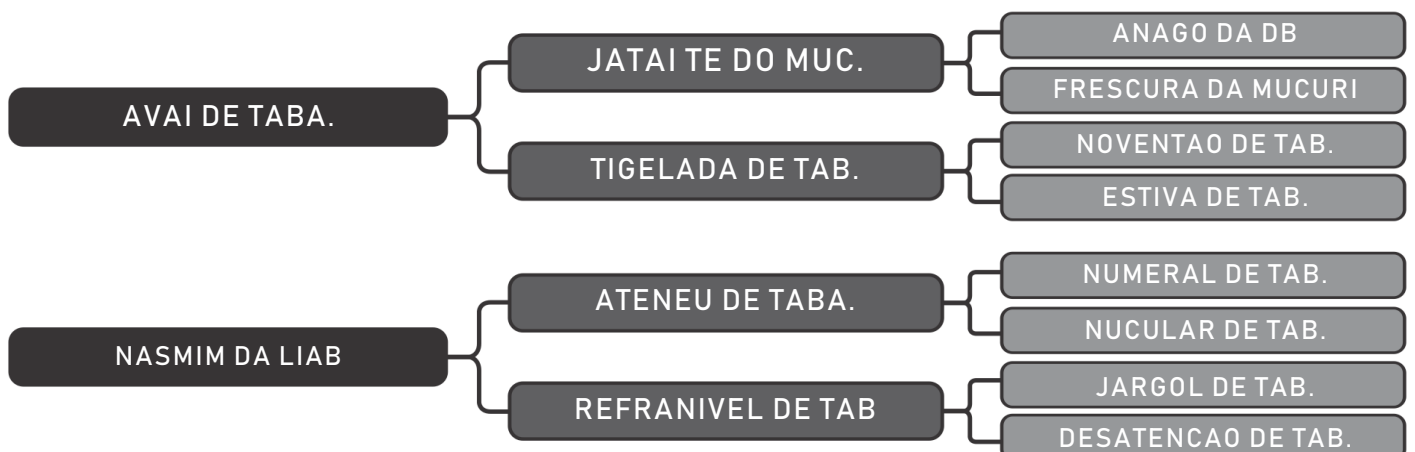 AVAI DE TABA.
JATAI TE DO MUC.
ANAGO DA DB
FRESCURA DA MUCURI
TIGELADA DE TAB.
NOVENTAO DE TAB.
ESTIVA DE TAB.
NASMIM DA LIAB
ATENEU DE TABA.
NUMERAL DE TAB.
NUCULAR DE TAB.
REFRANIVEL DE TAB
JARGOL DE TAB.
DESATENCAO DE TAB.